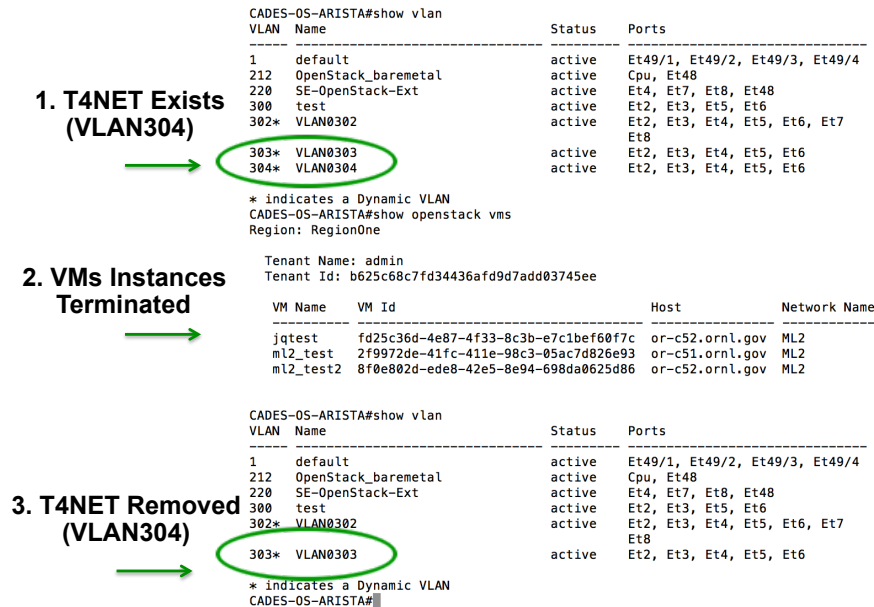 CADES-OS-ARISTA#show vlan
VLAN  Name                             Status    Ports
----- -------------------------------- --------- -------------------------------
1     default                          active    Et49/1, Et49/2, Et49/3, Et49/4
212   OpenStack_baremetal              active    Cpu, Et48
220   SE-OpenStack-Ext                 active    Et4, Et7, Et8, Et48
300   test                             active    Et2, Et3, Et5, Et6
302*  VLAN0302                         active    Et2, Et3, Et4, Et5, Et6, Et7
                                                 Et8
303*  VLAN0303                         active    Et2, Et3, Et4, Et5, Et6
304*  VLAN0304                         active    Et2, Et3, Et4, Et5, Et6
* indicates a Dynamic VLAN
1. T4NET Exists
(VLAN304)
CADES-OS-ARISTA#show openstack vms
Region: RegionOne
Tenant Name: admin
Tenant Id: b625c68c7fd34436afd9d7add03745ee
VM Name    VM Id                                 Host             Network Name
---------- ------------------------------------- ---------------- ------------
jqtest     fd25c36d-4e87-4f33-8c3b-e7c1bef60f7c  or-c52.ornl.gov  ML2
ml2_test   2f9972de-41fc-411e-98c3-05ac7d826e93  or-c51.ornl.gov  ML2
ml2_test2  8f0e802d-ede8-42e5-8e94-698da0625d86  or-c52.ornl.gov  ML2
2. VMs Instances
Terminated
CADES-OS-ARISTA#show vlan
VLAN  Name                             Status    Ports
----- -------------------------------- --------- -------------------------------
1     default                          active    Et49/1, Et49/2, Et49/3, Et49/4
212   OpenStack_baremetal              active    Cpu, Et48
220   SE-OpenStack-Ext                 active    Et4, Et7, Et8, Et48
300   test                             active    Et2, Et3, Et5, Et6
302*  VLAN0302                         active    Et2, Et3, Et4, Et5, Et6, Et7
                                                 Et8
303*  VLAN0303                         active    Et2, Et3, Et4, Et5, Et6
* indicates a Dynamic VLAN
CADES-OS-ARISTA#
3. T4NET Removed
(VLAN304)